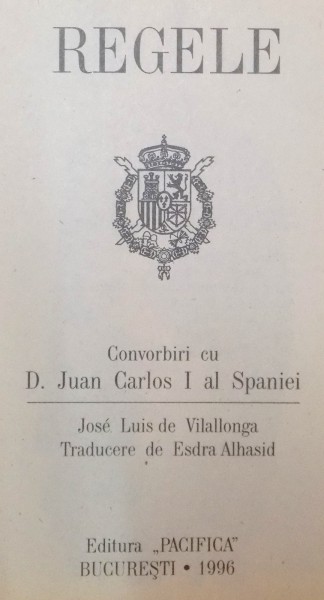 REGELE
Convorbiri cu
D. Juan Carlos I al Spaniei
José Luis de Vilallonga
Traducere de Esdra Alhasid
Editura „PACIFICA"
BUCUREŞTI • 1996